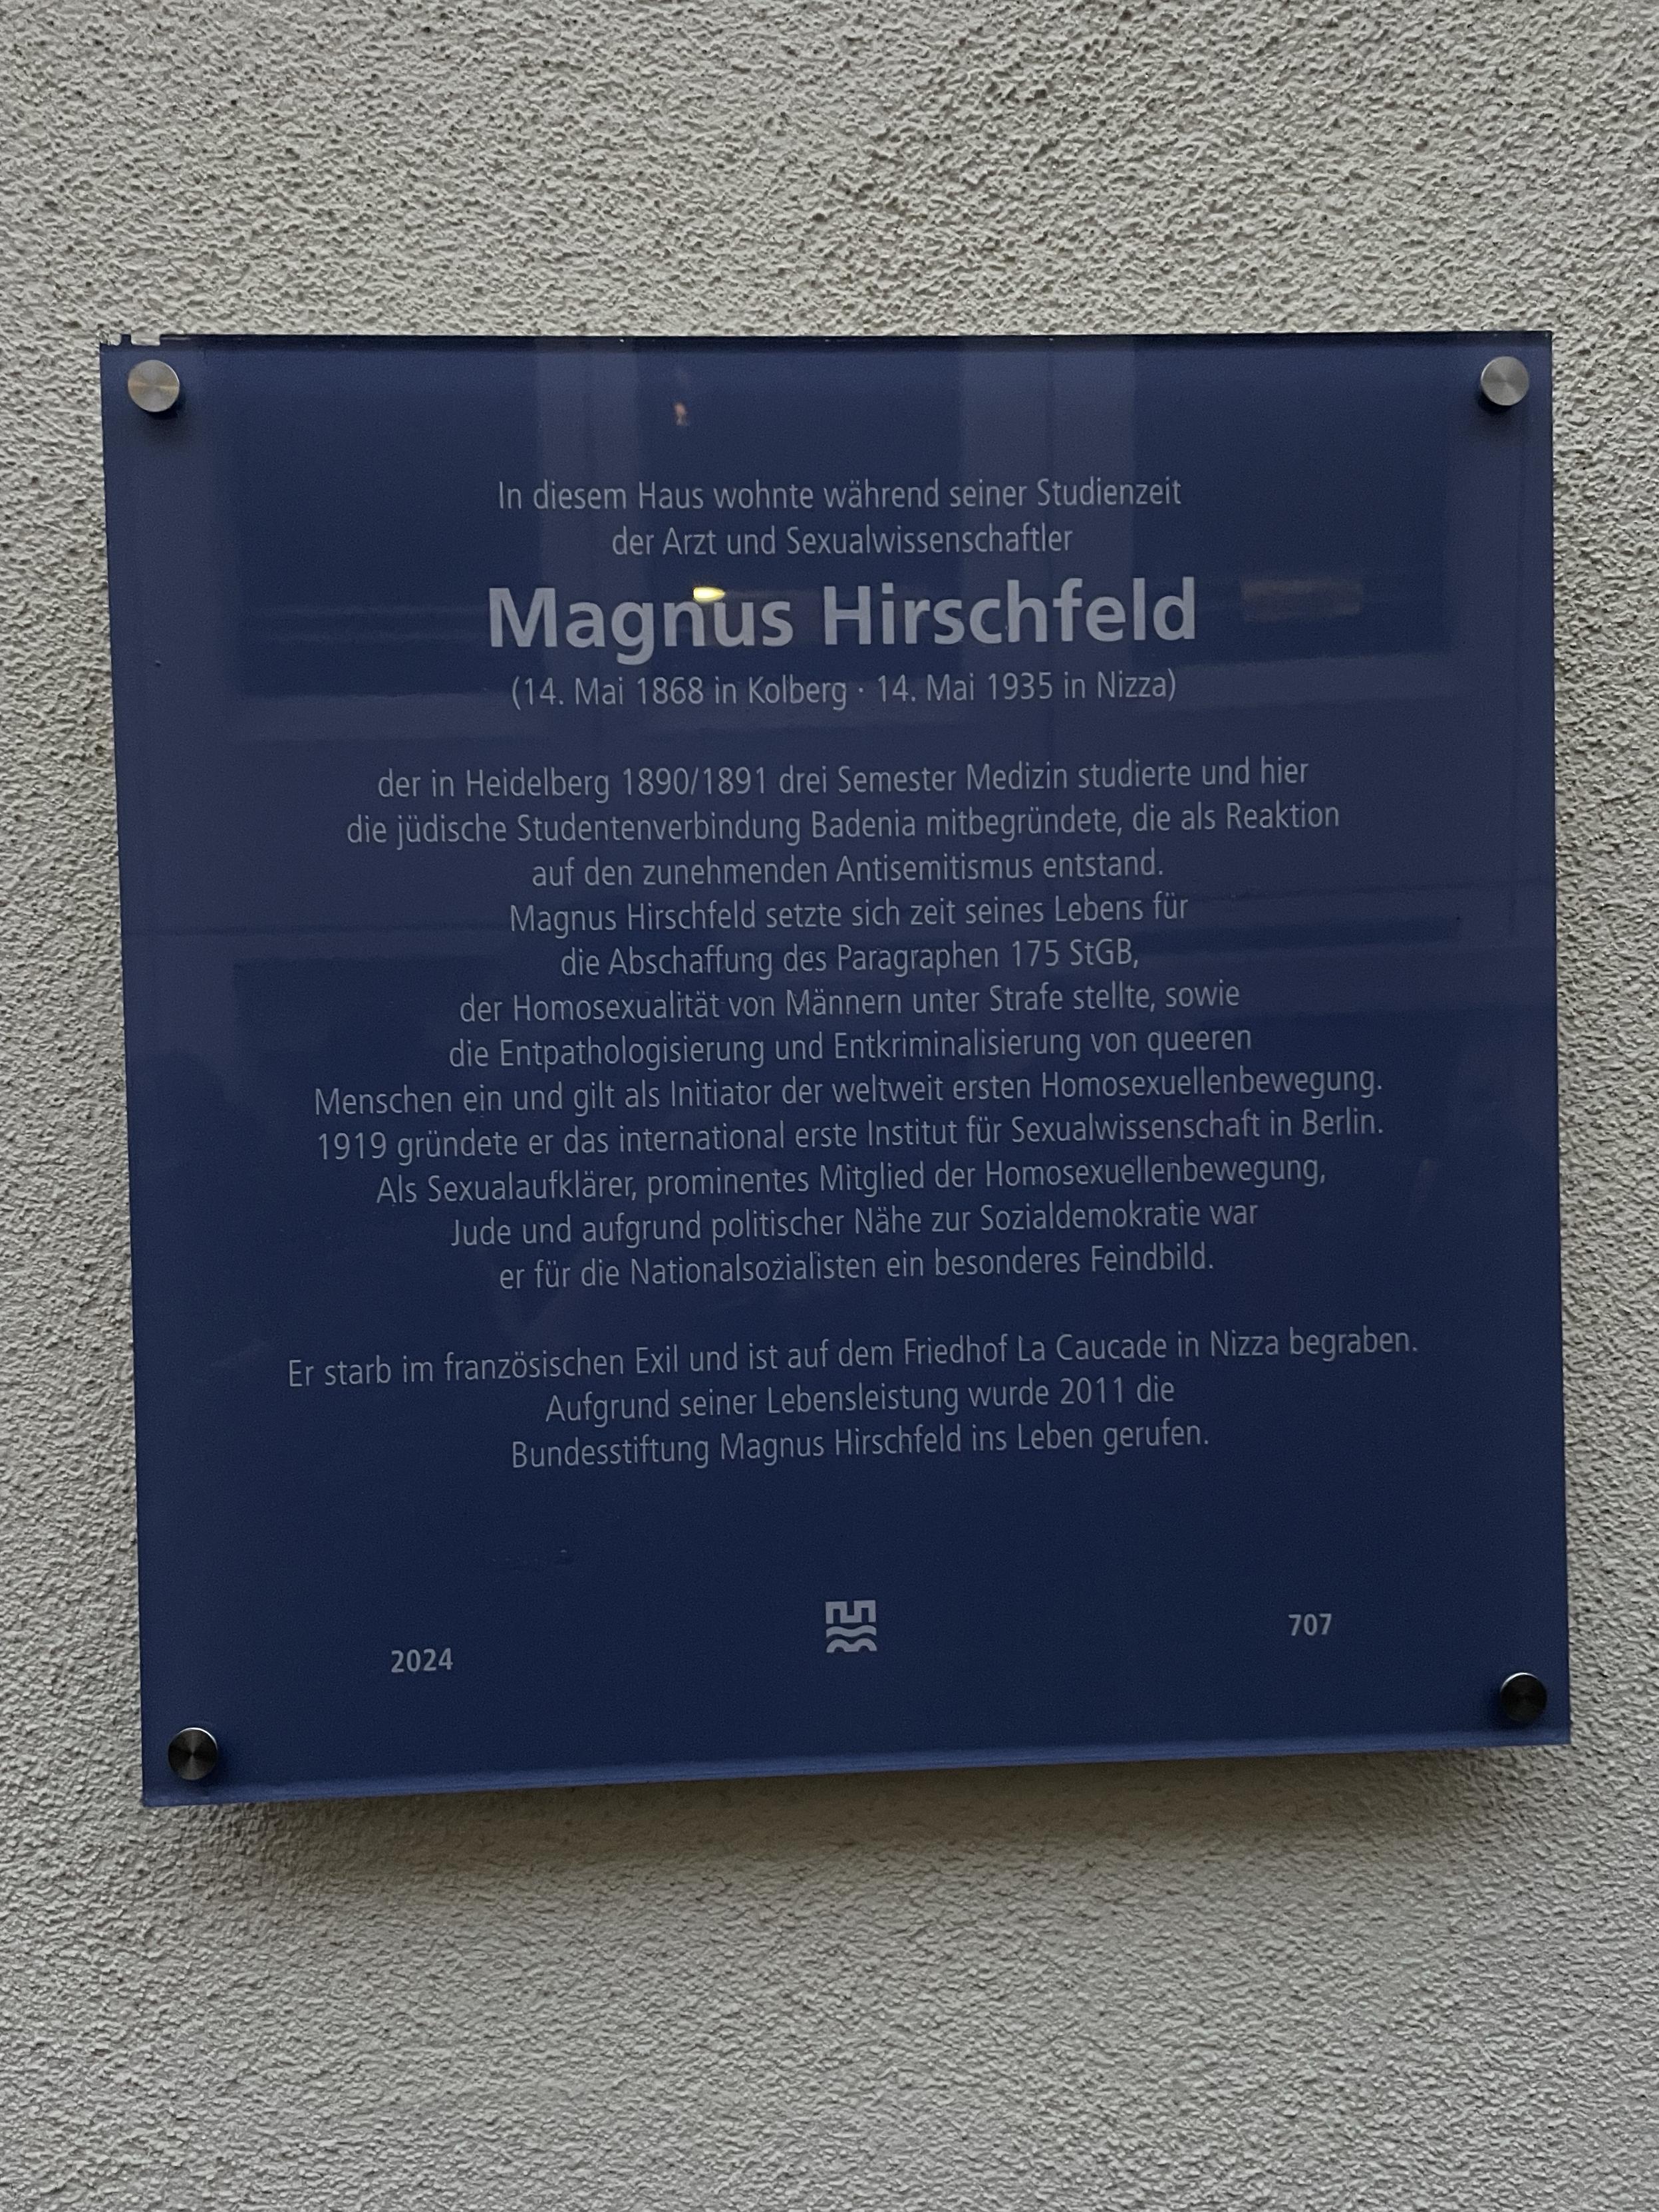 In diesem Haus wohnte während seiner Studienzeit
der Arzt und Sexualwissenschaftler
Magnus Hirschfeld
(14. Mai 1868 in Kolberg · 14. Mai 1935 in Nizza)
der in Heidelberg 1890/1891 drei Semester Medizin studierte und hier
die jüdische Studentenverbindung Badenia mitbegründete, die als Reaktion
auf den zunehmenden Antisemitismus entstand.
Magnus Hirschfeld setzte sich zeit seines Lebens für
die Abschaffung des Paragraphen 175 StGB,
der Homosexualität von Männern unter Strafe stellte, sowie
die Entpathologisierung und Entkriminalisierung von queeren
Menschen ein und gilt als Initiator der weltweit ersten Homosexuellenbewegung.
1919 gründete er das international erste Institut für Sexualwissenschaft in Berlin.
Als Sexualaufklärer, prominentes Mitglied der Homosexuellenbewegung,
Jude und aufgrund politischer Nähe zur Sozialdemokratie war
er für die Nationalsozialisten ein besonderes Feindbild.
Er starb im französischen Exil und ist auf dem Friedhof La Caucade in Nizza begraben.
Aufgrund seiner Lebensleistung wurde 2011 die
Bundesstiftung Magnus Hirschfeld ins Leben gerufen.
2024
707